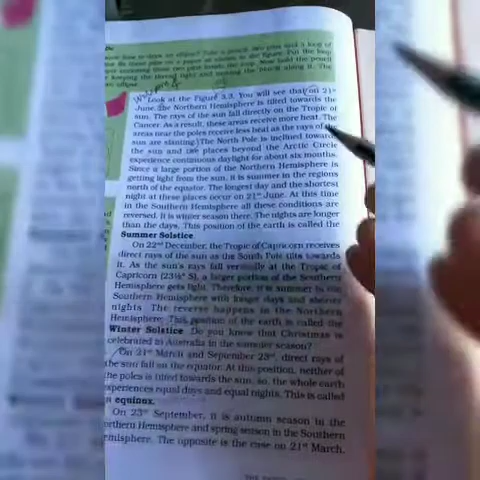 Look at the Figure 3.3. You will see that on 21st
June, the Northern Hemisphere is tilted towards the
sun. The rays of the sun fall directly on the Tropic of
Cancer. As a result, these areas receive more heat. The
areas near the poles receive less heat as the rays of
sun are slanting. The North Pole is inclined towards
the sun and the places beyond the Arctic Circle
experience continuous daylight for about six months.
Since a large portion of the Northern Hemisphere is
getting light from the sun, it is summer in the regions
north of the equator. The longest day and the shortest
night at these places occur on 21st June. At this time
in the Southern Hemisphere all these conditions are
reversed. It is winter season there. The nights are longer
than the days. This position of the earth is called the
Summer Solstice.
On 22nd December, the Tropic of Capricorn receives
direct rays of the sun as the South Pole tilts towards
it. As the sun's rays fall vertically at the Tropic of
Capricorn (23½° S), a larger portion of the Southern
Hemisphere gets light. Therefore, it is summer in the
Southern Hemisphere with longer days and shorter
nights. The reverse happens in the Northern
Hemisphere. This position of the earth is called the
Winter Solstice. Do you know that Christmas is
celebrated in Australia in the summer season?
On 21st March and September 23rd, direct rays of
the sun fall on the equator. At this position, neither of
the poles is tilted towards the sun; so, the whole earth
experiences equal days and equal nights. This is called
equinox.
On 23rd September, it is autumn season in the
Northern Hemisphere and spring season in the Southern
Hemisphere. The opposite is the case on 21st March,